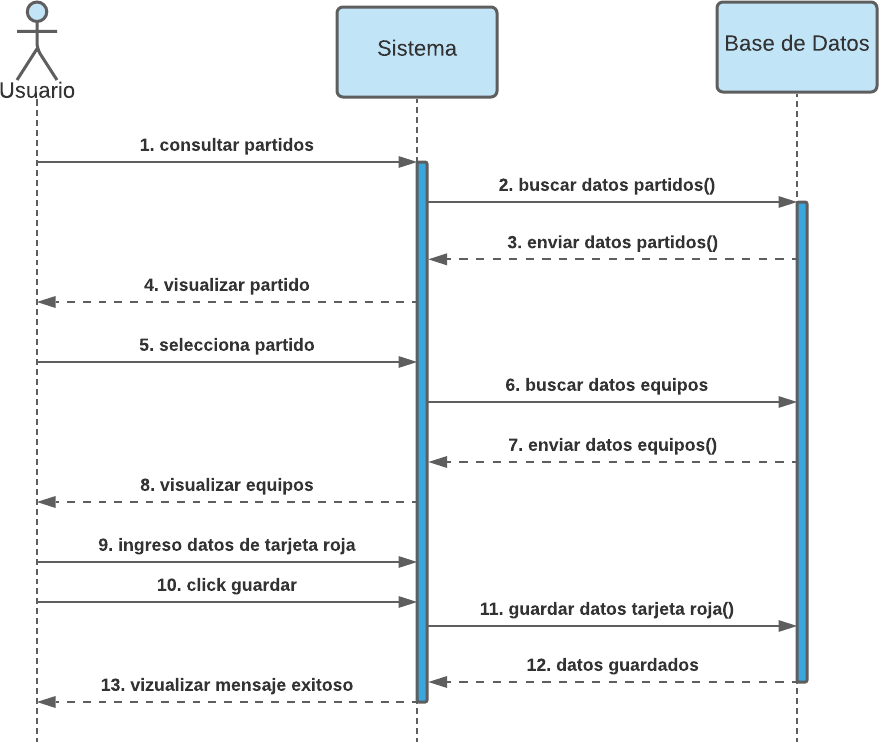 Usuario
Sistema
Base de Datos
1. consultar partidos
2. buscar datos partidos()
3. enviar datos partidos()
4. visualizar partido
5. selecciona partido
6. buscar datos equipos
7. enviar datos equipos()
8. visualizar equipos
9. ingreso datos de tarjeta roja
10. click guardar
11. guardar datos tarjeta roja()
12. datos guardados
13. vizualizar mensaje exitoso